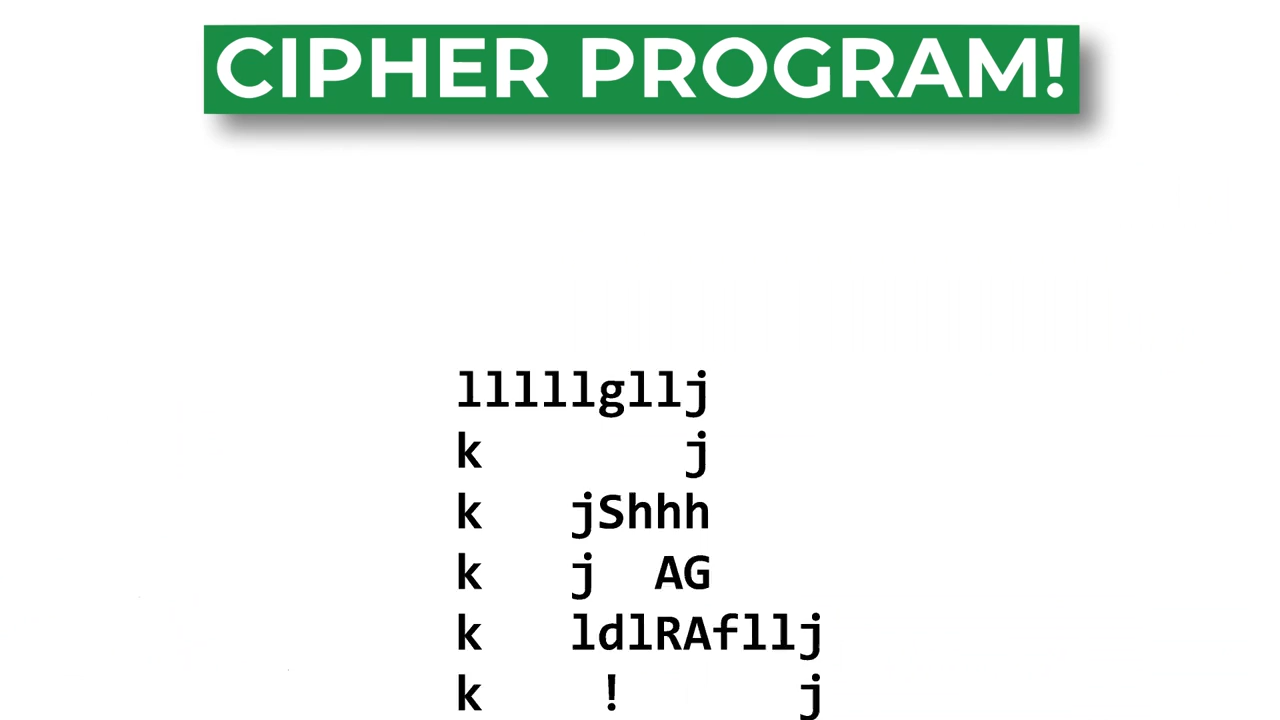 CIPHER PROGRAM!
lllllgllj
k       j
k   jShhh
k   j  AG
k   ldlRAfllj
k    !      j